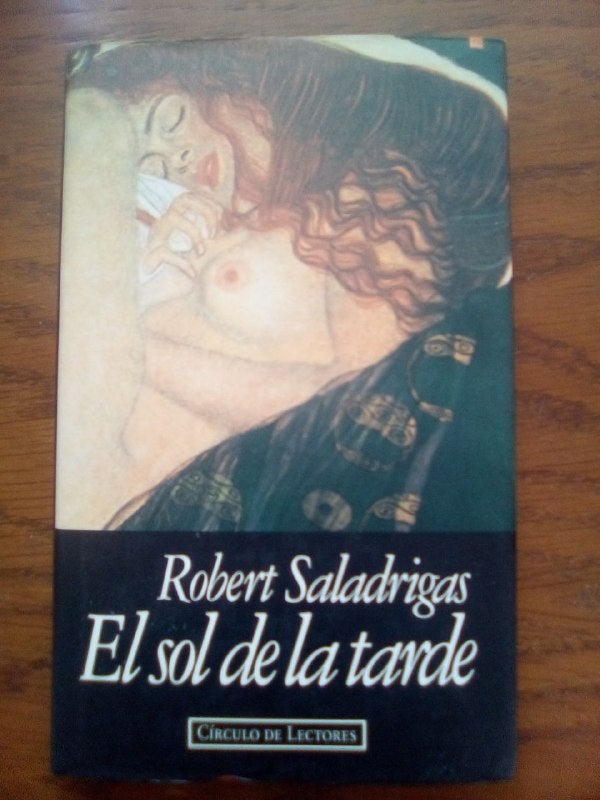 Robert Saladrigas
El sol de la tarde
CÍRCULO DE LECTORES